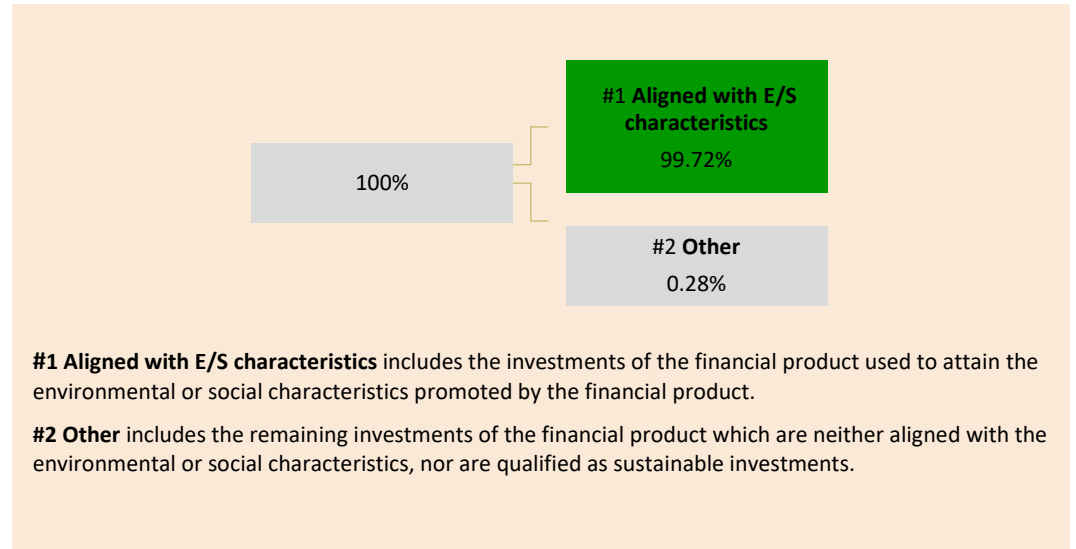 #1 Aligned with E/S
characteristics
99.72%
100%
#2 Other
0.28%
#1 Aligned with E/S characteristics includes the investments of the financial product used to attain the
environmental or social characteristics promoted by the financial product.
#2 Other includes the remaining investments of the financial product which are neither aligned with the
environmental or social characteristics, nor are qualified as sustainable investments.